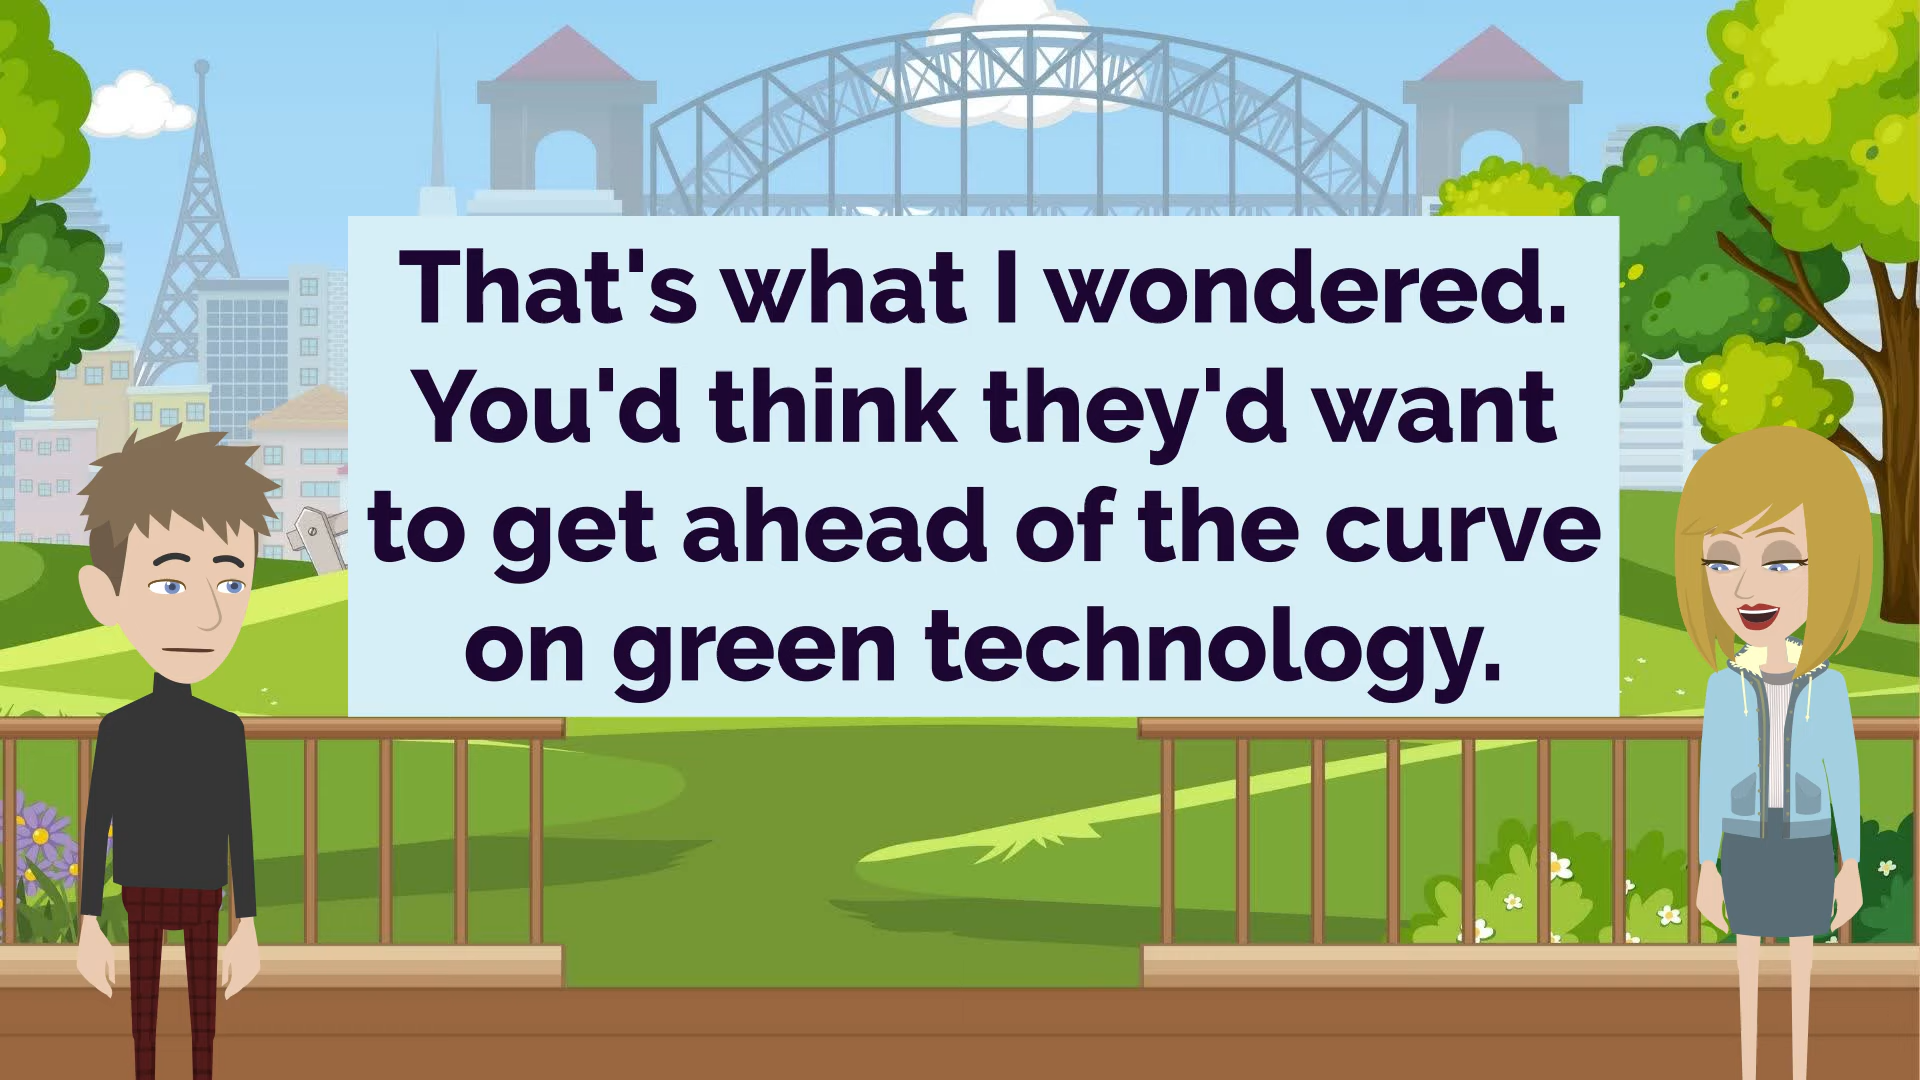 That's what I wondered.
You'd think they'd want
to get ahead of the curve
on green technology.